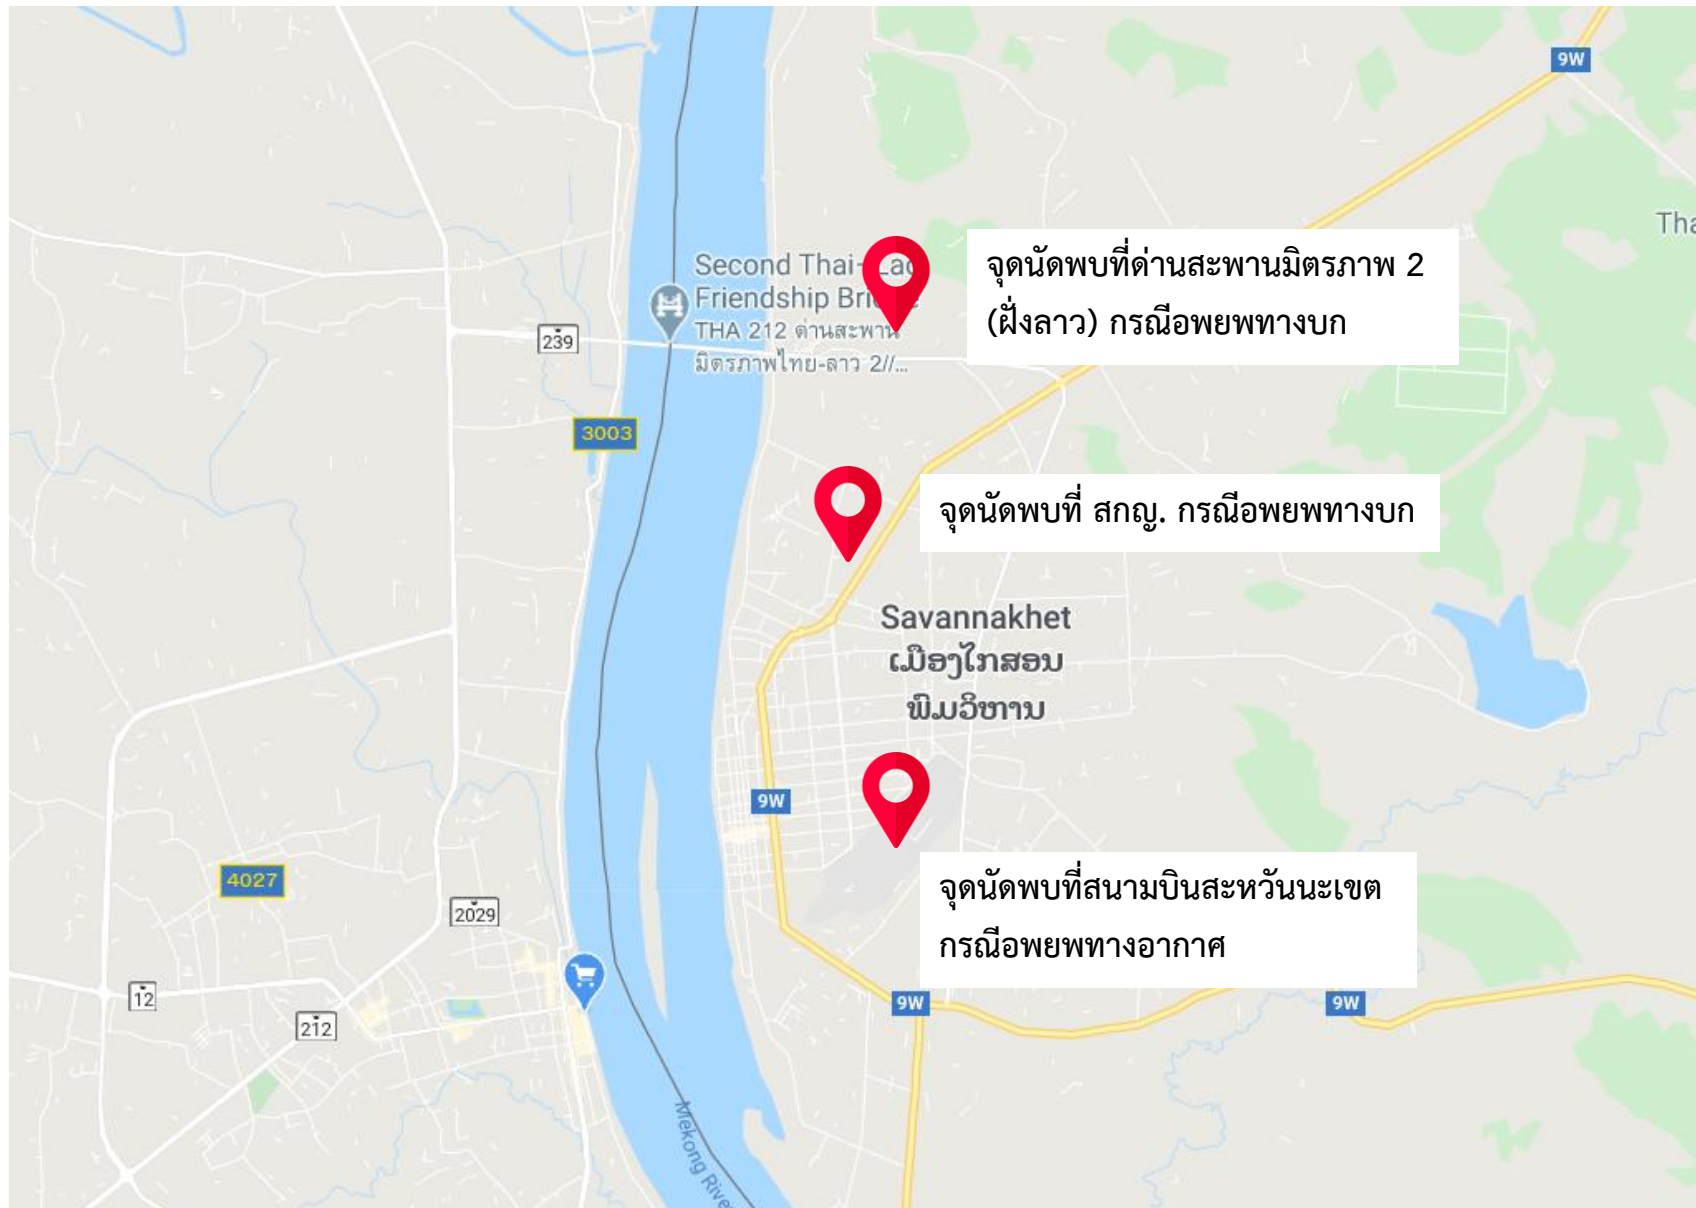 9W
Tha
Second Thai-Lao
Friendship Bridge
THA 212 ด่านสะพาน
มิตรภาพไทย-ลาว 2//...
จุดนัดพบที่ด่านสะพานมิตรภาพ 2
(ฝั่งลาว) กรณีอพยพทางบก
239
3003
จุดนัดพบที่ สกญ. กรณีอพยพทางบก
Savannakhet
ເມືອງໄກສອນ
ພົມວິຫານ
9W
4027
2029
จุดนัดพบที่สนามบินสะหวันนะเขต
กรณีอพยพทางอากาศ
12
212
9W
9W
Mekong River